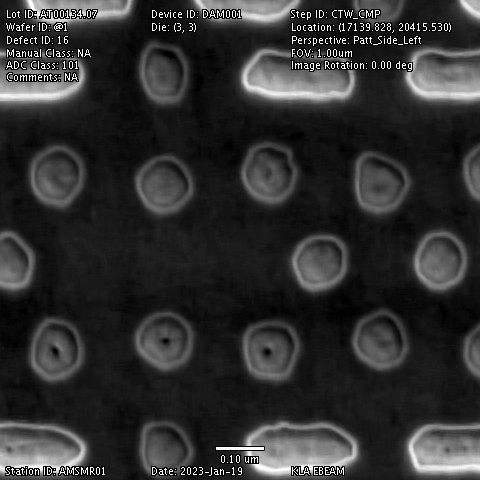 Lot ID: AT00134.07 Device ID: DAM001 Step ID: CTW_CMP
Wafer ID: @1 Die: (3, 3) Location: (17139.828, 20415.530)
Defect ID: 16 Perspective: Patt_Side_Left
Manual Class: NA FOV: 1.00um
ADC Class: 101 Image Rotation: 0.00 deg
Comments: NA
0.10 um
Station ID: AMSMR01 Date: 2023-Jan-19 KLA EBEAM